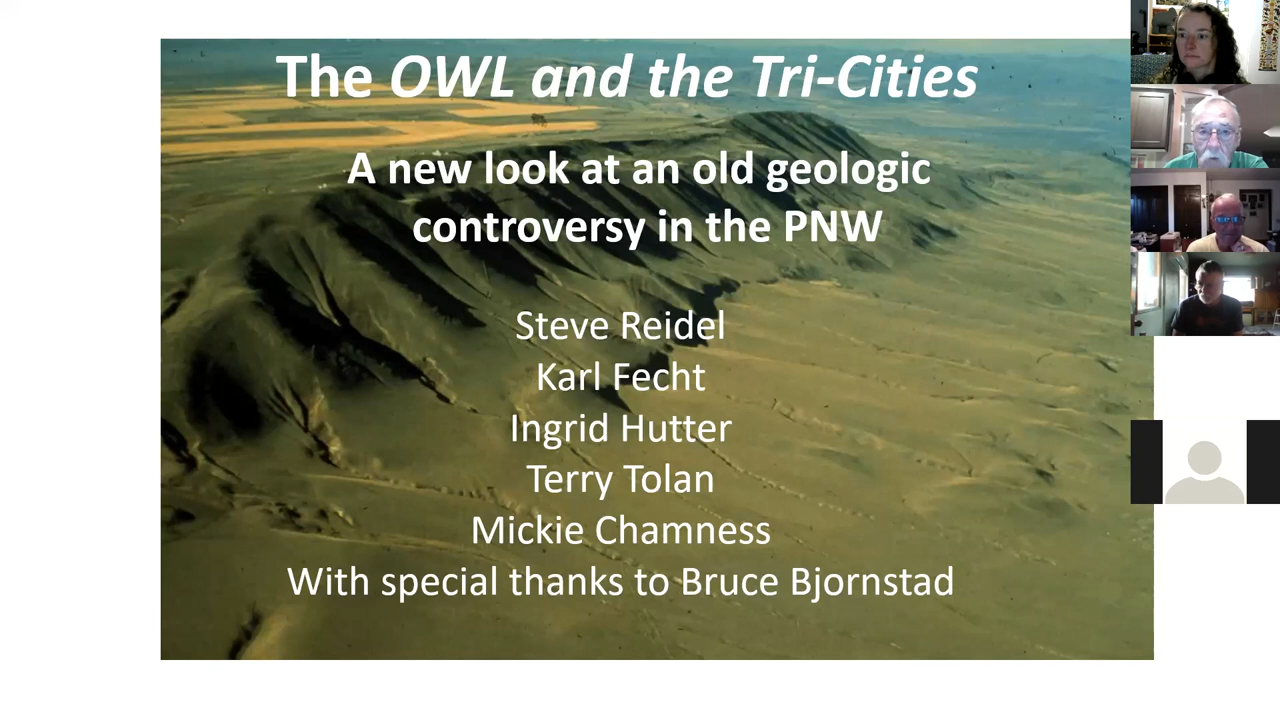 The OWL and the Tri-Cities
A new look at an old geologic
controversy in the PNW
Steve Reidel
Karl Fecht
Ingrid Hutter
Terry Tolan
Mickie Chamness
With special thanks to Bruce Bjornstad